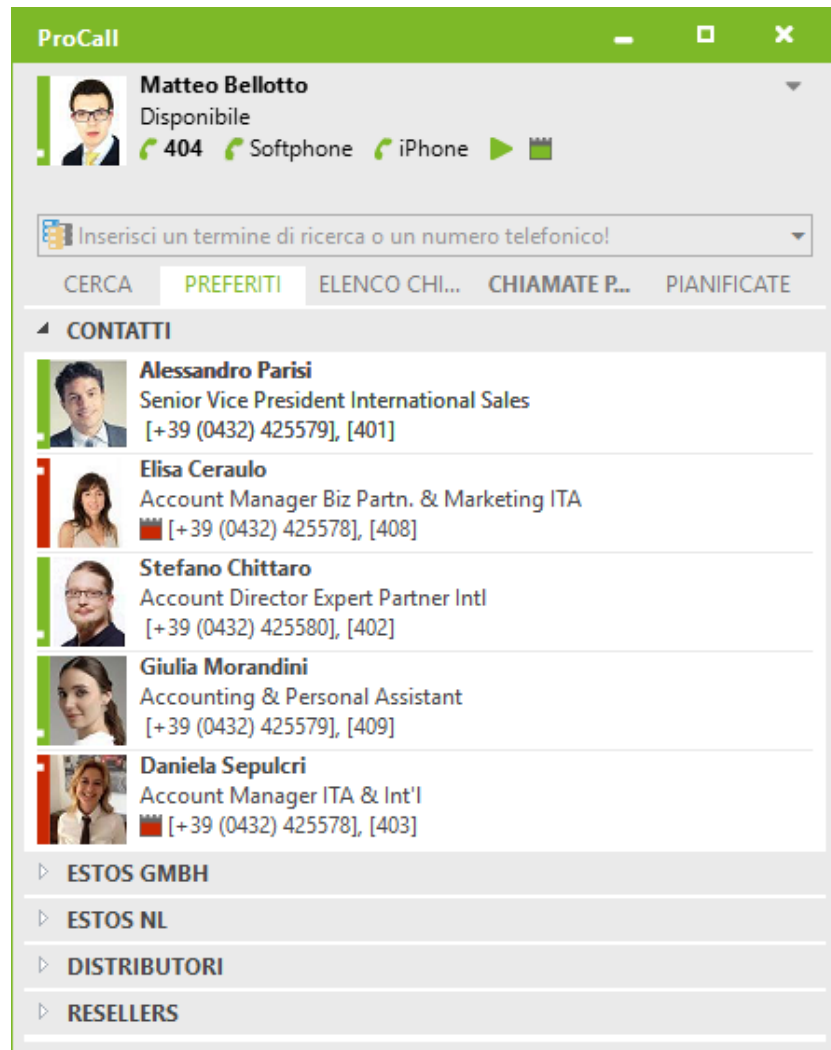 ProCall
Matteo Bellotto
Disponibile
404 Softphone iPhone
Inserisci un termine di ricerca o un numero telefonico!
CERCA PREFERITI ELENCO CHI... CHIAMATE P... PIANIFICATE
CONTATTI
Alessandro Parisi
Senior Vice President International Sales
[+39 (0432) 425579], [401]
Elisa Ceraulo
Account Manager Biz Partn. & Marketing ITA
[+39 (0432) 425578], [408]
Stefano Chittaro
Account Director Expert Partner Intl
[+39 (0432) 425580], [402]
Giulia Morandini
Accounting & Personal Assistant
[+39 (0432) 425579], [409]
Daniela Sepulcri
Account Manager ITA & Int'l
[+39 (0432) 425578], [403]
ESTOS GMBH
ESTOS NL
DISTRIBUTORI
RESELLERS